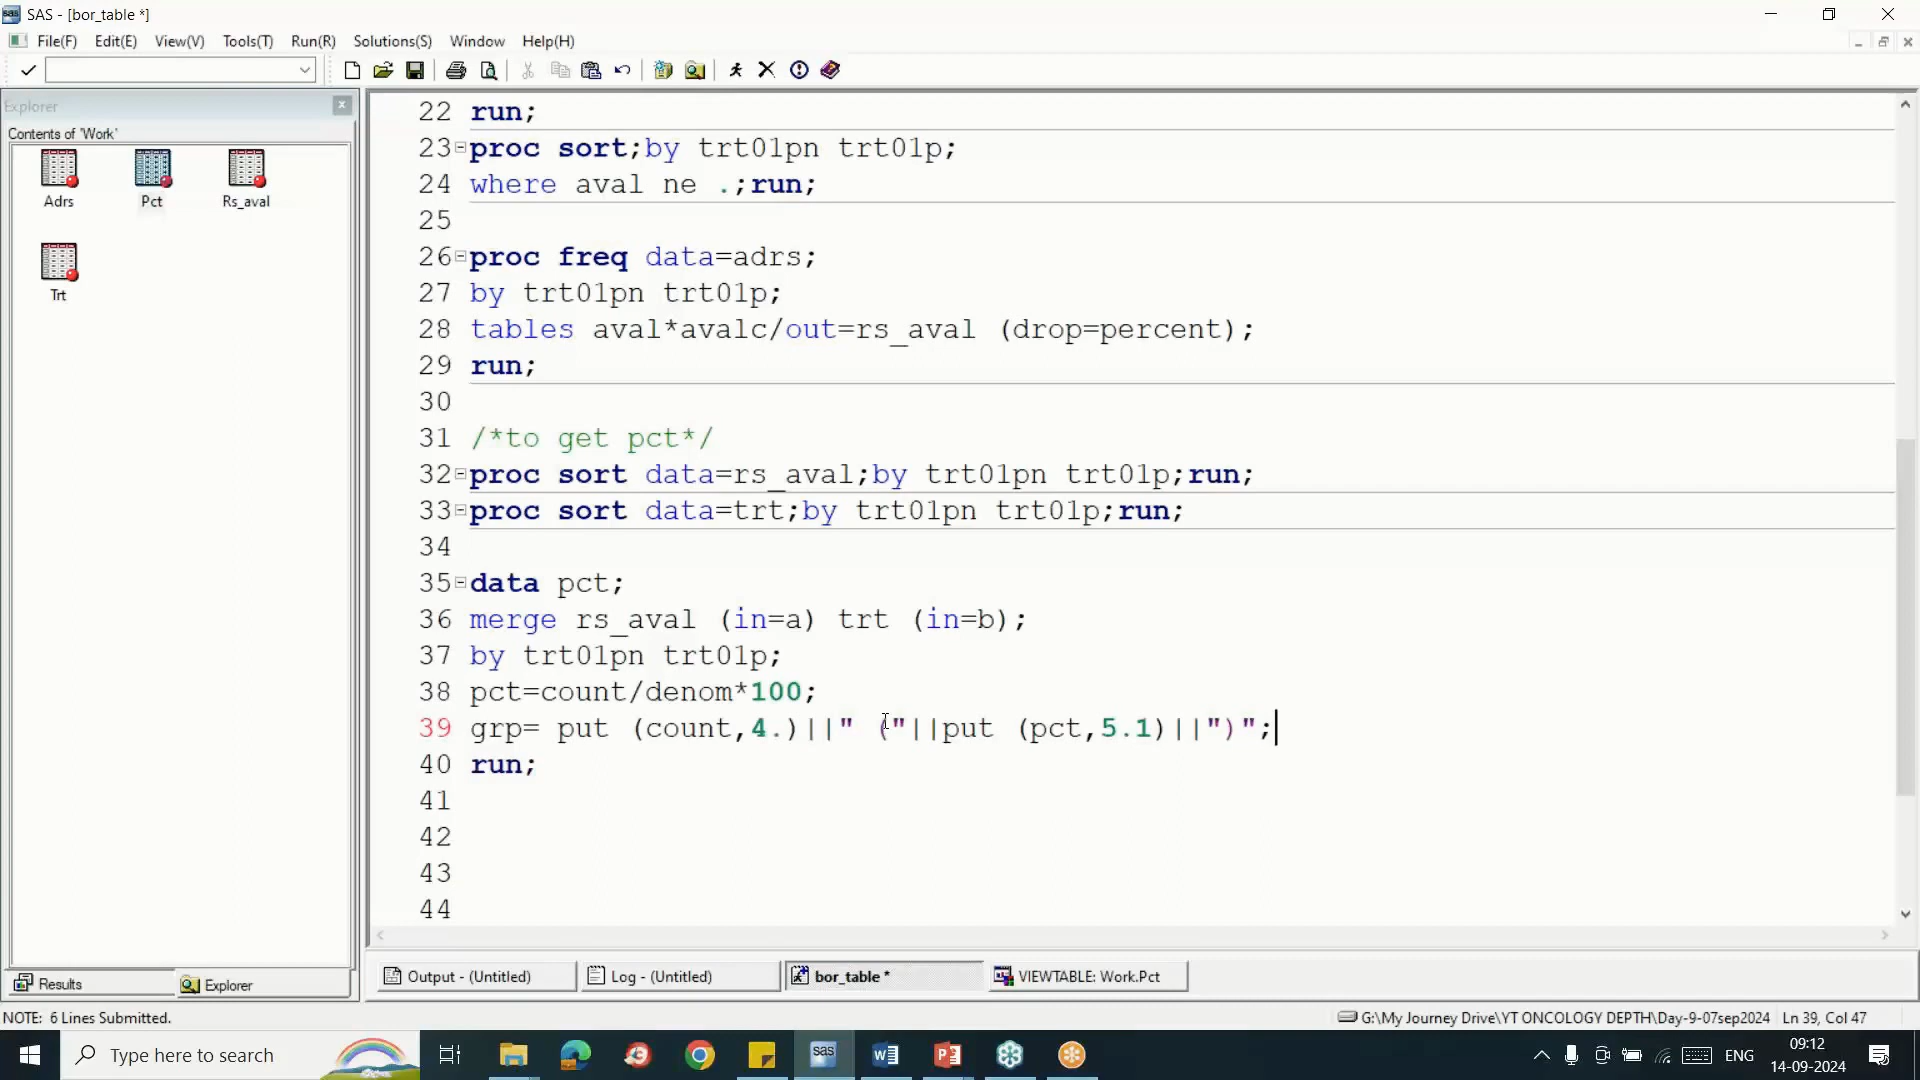 SAS - [bor_table *]
File(F) Edit(E) View(V) Tools(T) Run(R) Solutions(S) Window Help(H)
Explorer
Contents of 'Work'
Adrs Pct Rs_aval
Trt
22 run;
23 proc sort;by trt01pn trt01p;
24 where aval ne .;run;
25
26 proc freq data=adrs;
27 by trt01pn trt01p;
28 tables aval*avalc/out=rs_aval (drop=percent);
29 run;
30
31 /*to get pct*/
32 proc sort data=rs_aval;by trt01pn trt01p;run;
33 proc sort data=trt;by trt01pn trt01p;run;
34
35 data pct;
36 merge rs_aval (in=a) trt (in=b);
37 by trt01pn trt01p;
38 pct=count/denom*100;
39 grp= put (count,4.)||" ("||put (pct,5.1)||")";
40 run;
41
42
43
44
Results Explorer
Output - (Untitled) Log - (Untitled) bor_table * VIEWTABLE: Work.Pct
NOTE: 6 Lines Submitted. G:\My Journey Drive\YT ONCOLOGY DEPTH\Day-9-07sep2024 Ln 39, Col 47
Type here to search sas ENG 09:12
14-09-2024